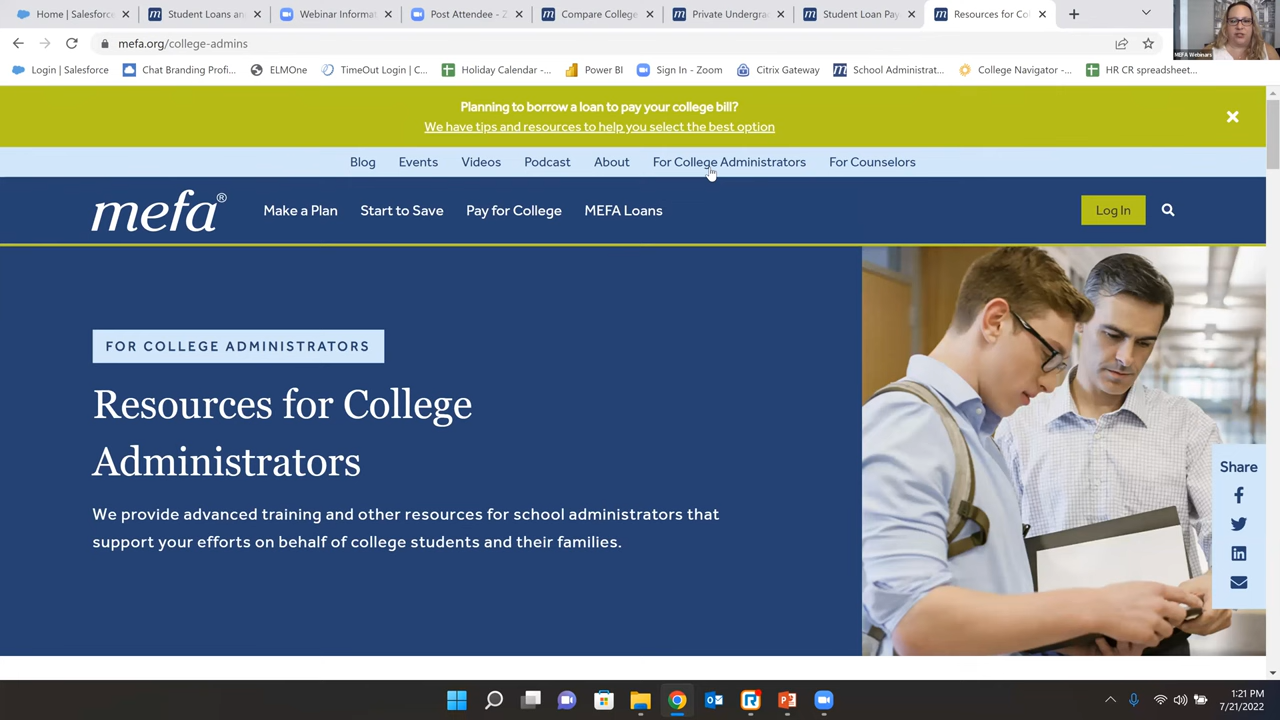 Home | Salesforce
Student Loans an
Webinar Informat
Post Attendee - Z
Compare College
Private Undergra
Student Loan Pay
Resources for Co
mefa.org/college-admins
Login | Salesforce
Chat Branding Profi...
ELMOne
TimeOut Login | C...
Holiday Calendar -...
Power BI
Sign In - Zoom
Citrix Gateway
School Administrat...
College Navigator -...
HR CR spreadsheet...
MEFA Webinars
Planning to borrow a loan to pay your college bill?
We have tips and resources to help you select the best option
Blog Events Videos Podcast About For College Administrators For Counselors
mefa®
Make a Plan Start to Save Pay for College MEFA Loans
Log In
FOR COLLEGE ADMINISTRATORS
Resources for College
Administrators
We provide advanced training and other resources for school administrators that
support your efforts on behalf of college students and their families.
Share
1:21 PM
7/21/2022